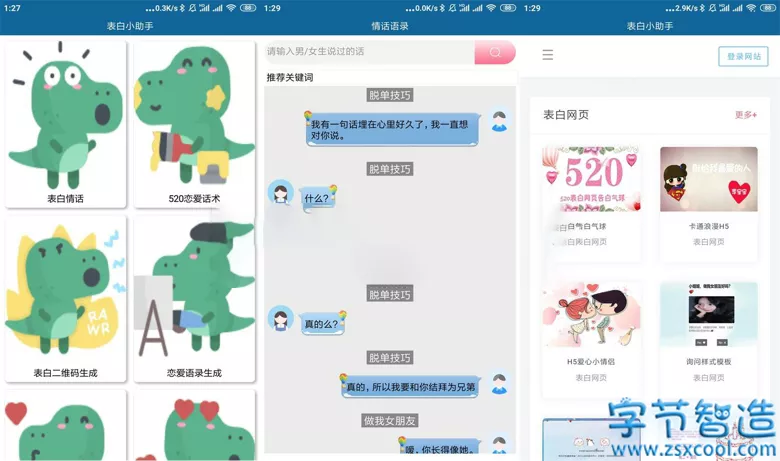 1:27
0.3K/s
88
表白小助手
表白情话
520恋爱话术
RAWR
表白二维码生成
恋爱语录生成
1:29
0.0K/s
88
情话语录
请输入男/女生说过的话
推荐关键词
脱单技巧
我有一句话埋在心里好久了，我一直想
对你说。
脱单技巧
什么?
脱单技巧
真的么?
脱单技巧
真的，所以我要和你结拜为兄第
做我女朋友
嗳，你长得像她。
1:29
2.9K/s
88
表白小助手
登录网站
表白网页
更多+
520
520表白网页告白气球
白气白气球
表白网页
卡通浪漫H5
表白网页
H5爱心小情侣
表白网页
询问样式模板
表白网页
字节智造
www.zsxcool.com